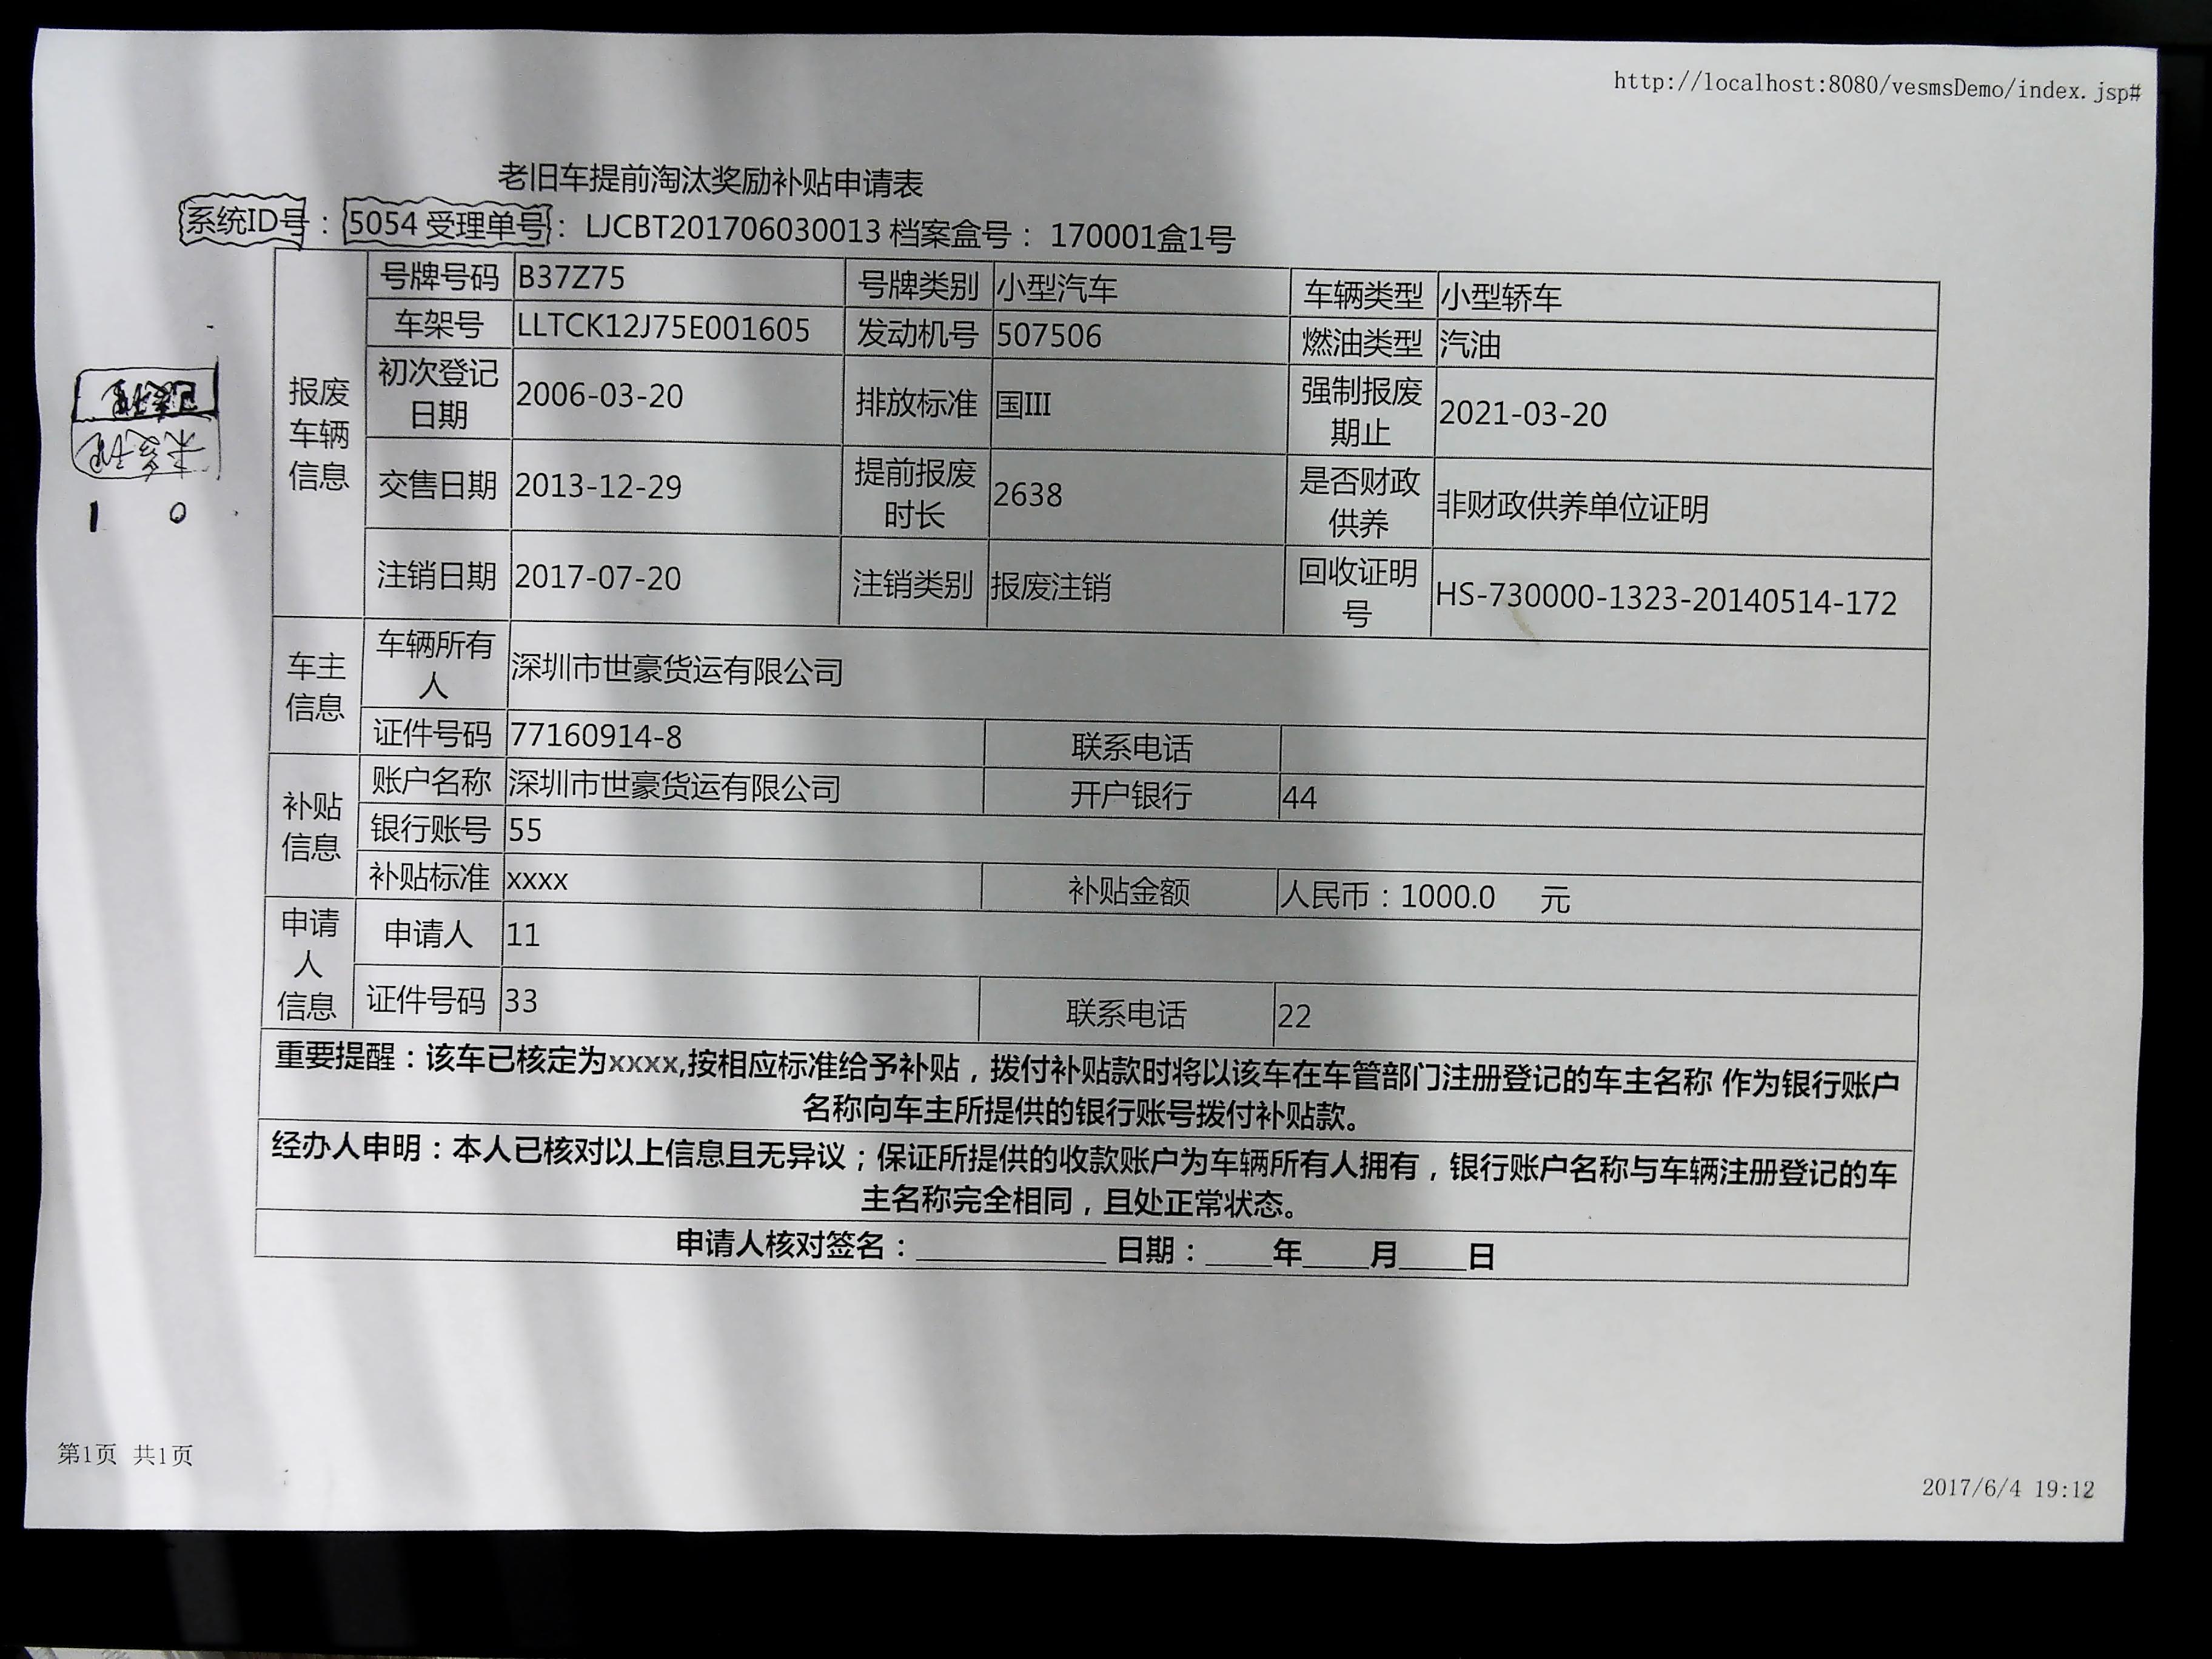 http://localhost:8080/vesmsDemo/index.jsp#
老旧车提前淘汰奖励补贴申请表
系统ID号：5054 受理单号：LJCBT201706030013 档案盒号：170001盒1号
报废车辆信息
号牌号码 B37Z75 号牌类别 小型汽车 车辆类型 小型轿车
车架号 LLTCK12J75E001605 发动机号 507506 燃油类型 汽油
初次登记日期 2006-03-20 排放标准 国III 强制报废期止 2021-03-20
交售日期 2013-12-29 提前报废时长 2638 是否财政供养 非财政供养单位证明
注销日期 2017-07-20 注销类别 报废注销 回收证明号 HS-730000-1323-20140514-172
1 0
车主信息
车辆所有人 深圳市世豪货运有限公司
证件号码 77160914-8 联系电话
补贴信息
账户名称 深圳市世豪货运有限公司 开户银行 44
银行账号 55
补贴标准 xxxx 补贴金额 人民币：1000.0 元
申请人信息
申请人 11
证件号码 33 联系电话 22
重要提醒：该车已核定为xxxx,按相应标准给予补贴，拨付补贴款时将以该车在车管部门注册登记的车主名称 作为银行账户
名称向车主所提供的银行账号拨付补贴款。
经办人申明：本人已核对以上信息且无异议；保证所提供的收款账户为车辆所有人拥有，银行账户名称与车辆注册登记的车
主名称完全相同，且处正常状态。
申请人核对签名：____________ 日期：____年____月____日
第1页 共1页
2017/6/4 19:12